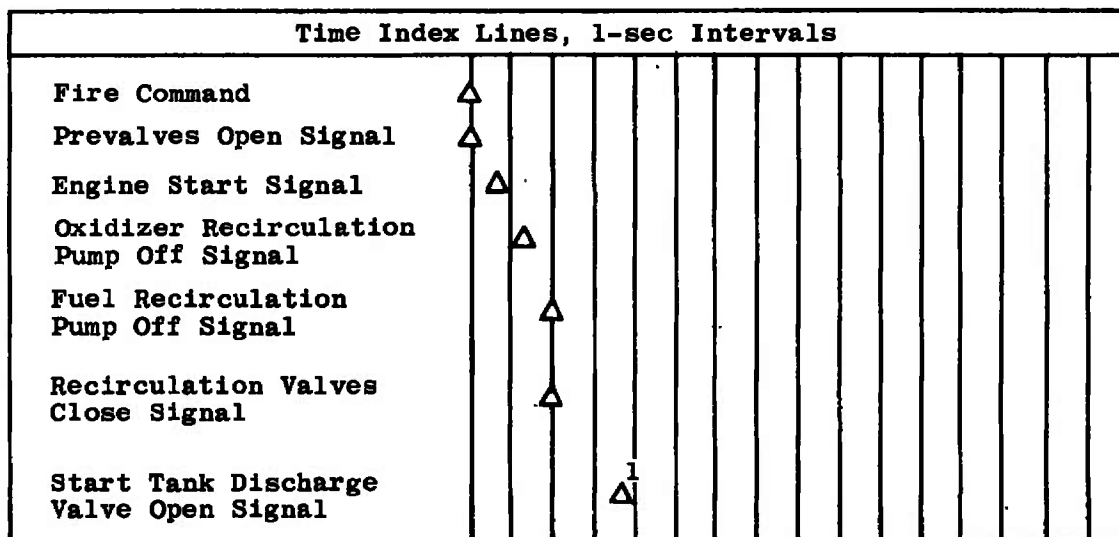 Time Index Lines, 1-sec Intervals
Fire Command
Prevalves Open Signal
Engine Start Signal
Oxidizer Recirculation
Pump Off Signal
Fuel Recirculation
Pump Off Signal
Recirculation Valves
Close Signal
1
Start Tank Discharge
Valve Open Signal